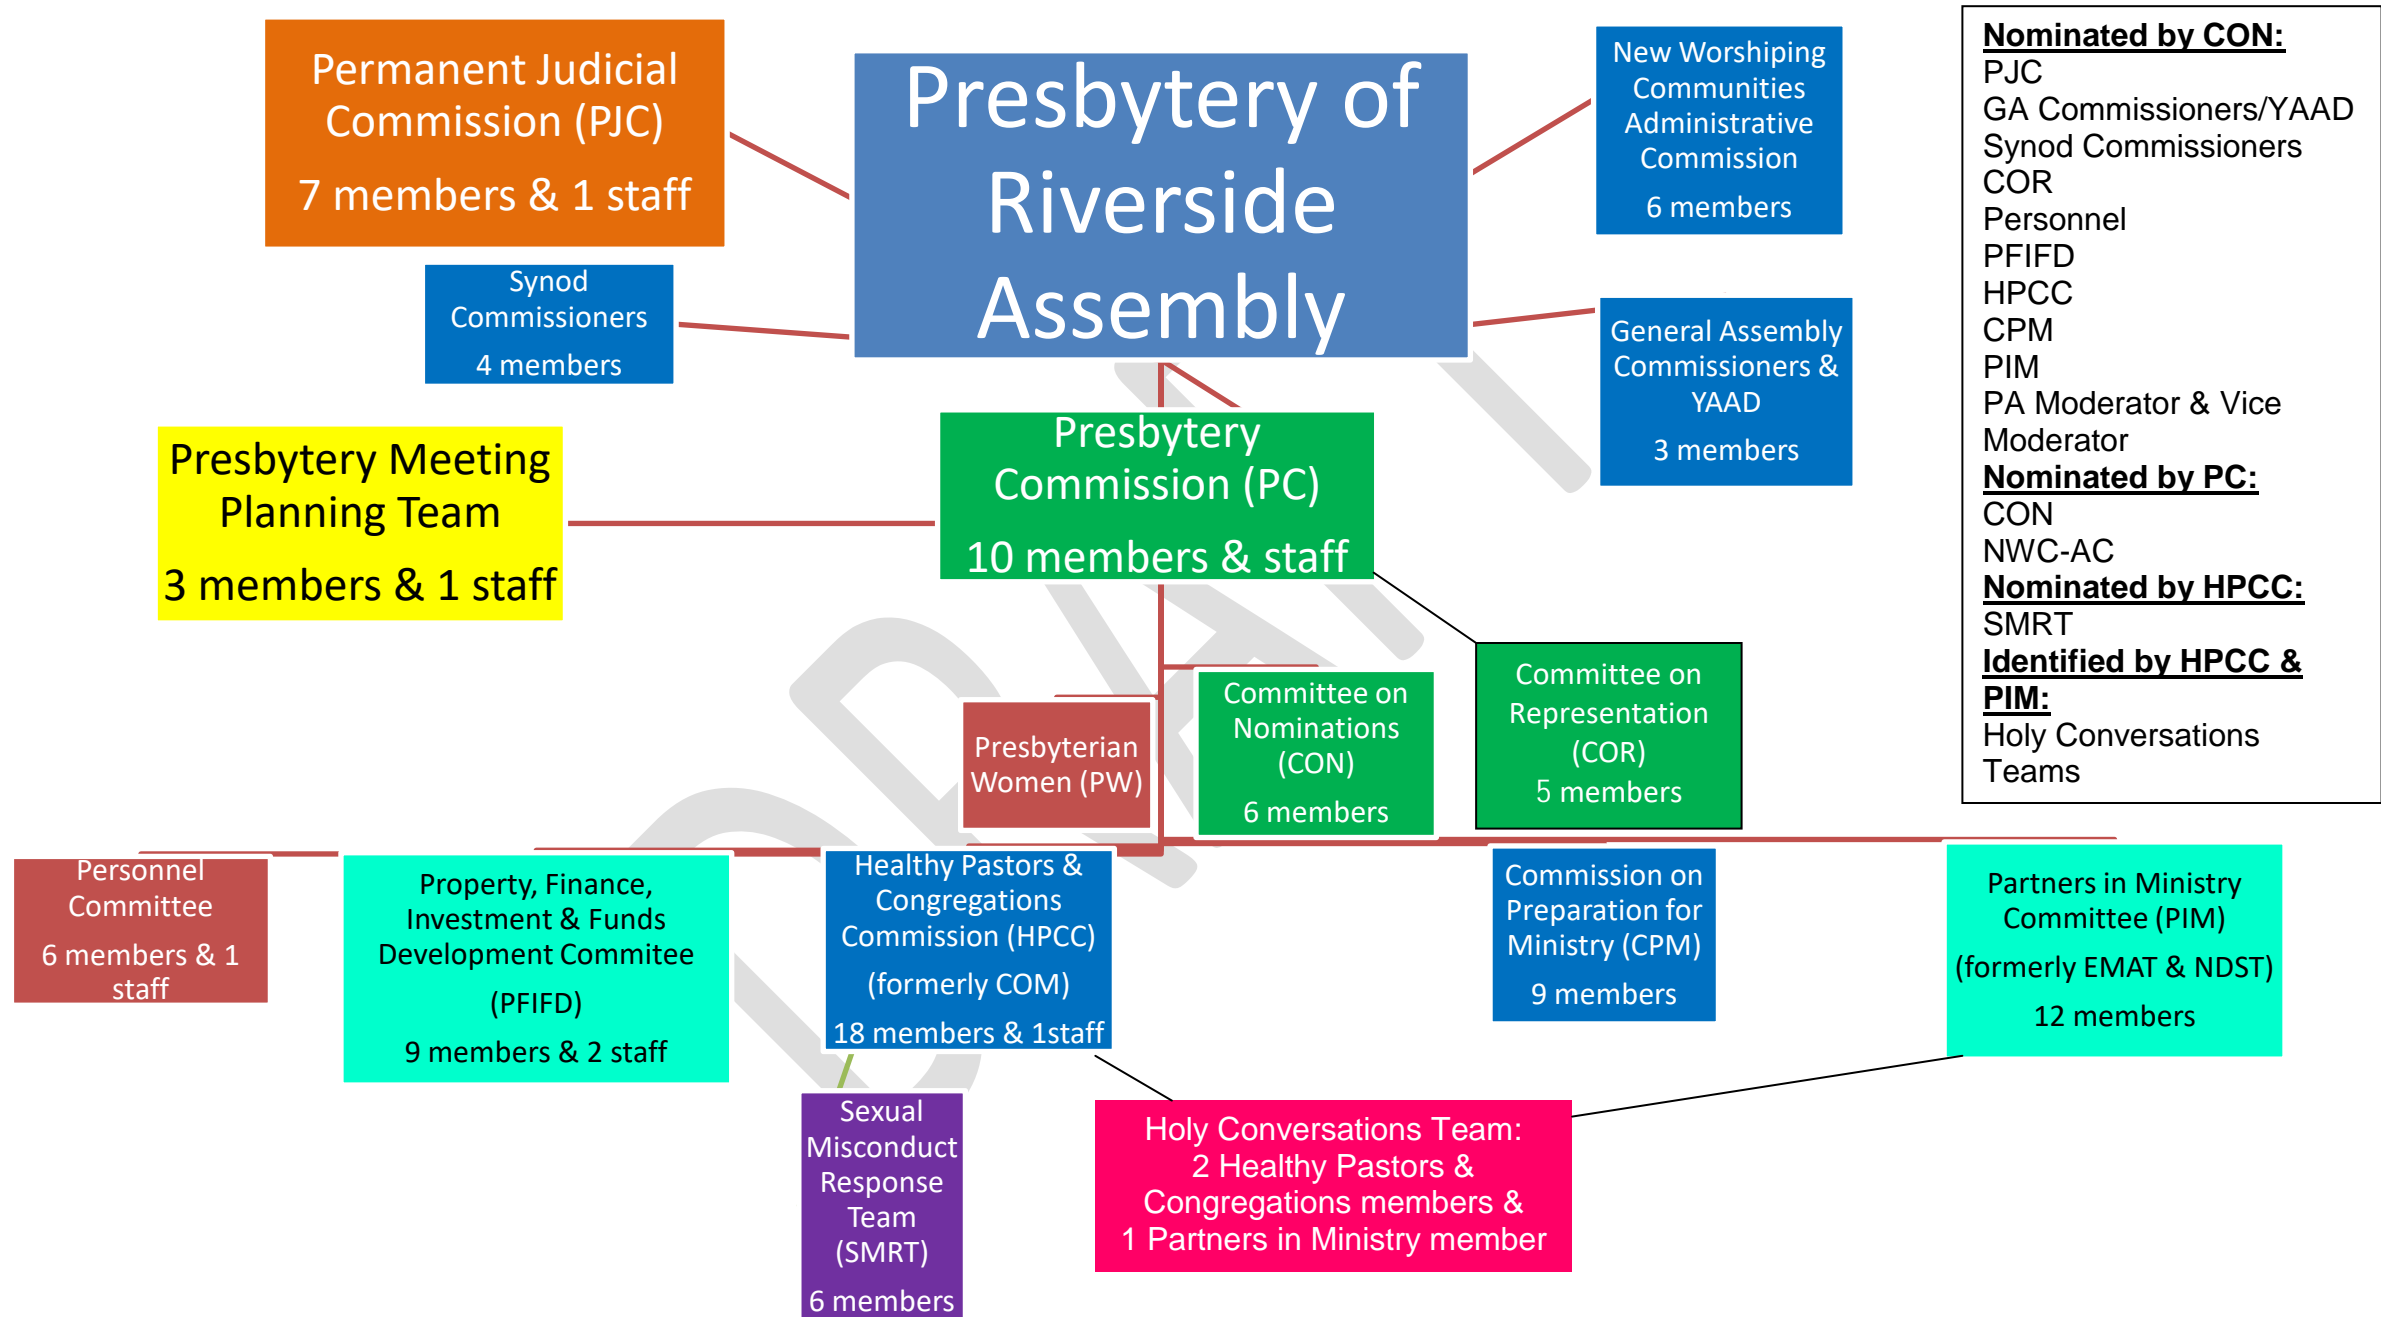 Permanent Judicial
Commission (PJC)
7 members & 1 staff
Presbytery of
Riverside
Assembly
New Worshiping
Communities
Administrative
Commission
6 members
Synod
Commissioners
4 members
General Assembly
Commissioners &
YAAD
3 members
Presbytery Meeting
Planning Team
3 members & 1 staff
Presbytery
Commission (PC)
10 members & staff
Presbyterian
Women (PW)
Committee on
Nominations
(CON)
6 members
Committee on
Representation
(COR)
5 members
Personnel
Committee
6 members & 1
staff
Property, Finance,
Investment & Funds
Development Commitee
(PFIFD)
9 members & 2 staff
Healthy Pastors &
Congregations
Commission (HPCC)
(formerly COM)
18 members & 1staff
Commission on
Preparation for
Ministry (CPM)
9 members
Partners in Ministry
Committee (PIM)
(formerly EMAT & NDST)
12 members
Sexual
Misconduct
Response
Team
(SMRT)
6 members
Holy Conversations Team:
2 Healthy Pastors &
Congregations members &
1 Partners in Ministry member
Nominated by CON:
PJC
GA Commissioners/YAAD
Synod Commissioners
COR
Personnel
PFIFD
HPCC
CPM
PIM
PA Moderator & Vice
Moderator
Nominated by PC:
CON
NWC-AC
Nominated by HPCC:
SMRT
Identified by HPCC &
PIM:
Holy Conversations
Teams
DRAFT